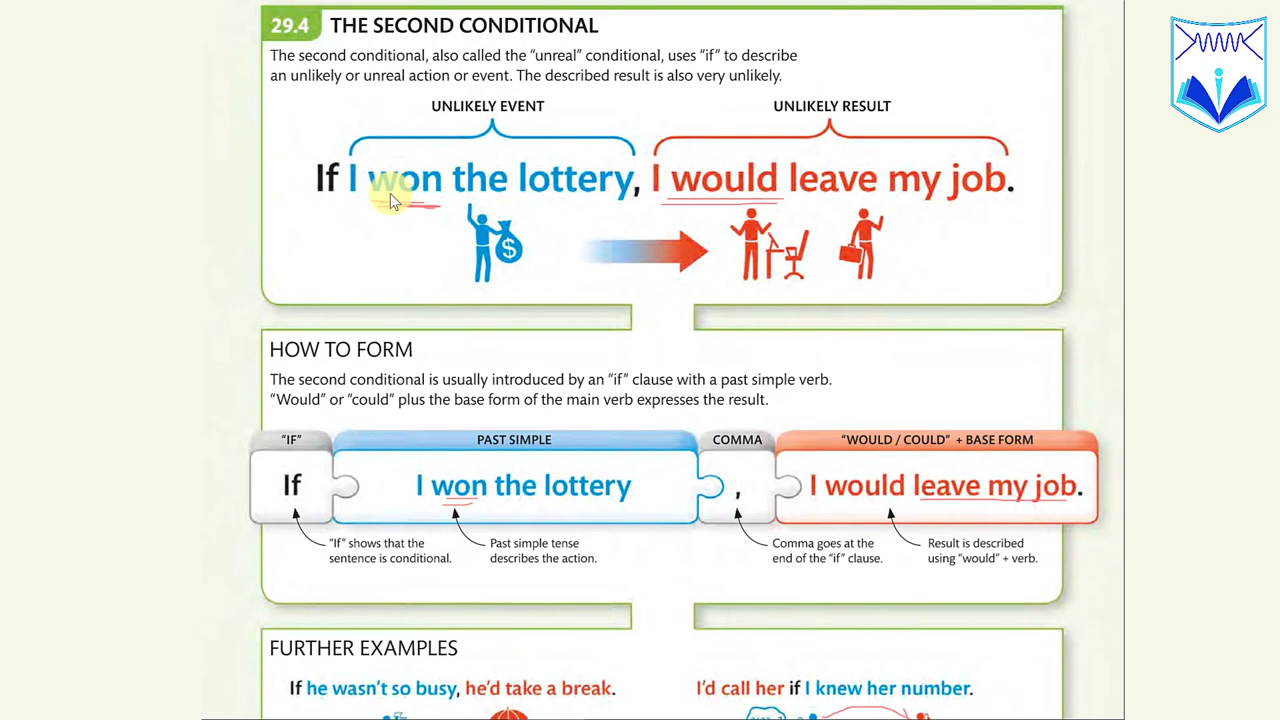 29.4 THE SECOND CONDITIONAL
The second conditional, also called the “unreal” conditional, uses “if” to describe
an unlikely or unreal action or event. The described result is also very unlikely.
UNLIKELY EVENT UNLIKELY RESULT
If I won the lottery, I would leave my job.
$
HOW TO FORM
The second conditional is usually introduced by an “if” clause with a past simple verb.
“Would” or “could” plus the base form of the main verb expresses the result.
“IF” PAST SIMPLE COMMA “WOULD / COULD” + BASE FORM
If I won the lottery , I would leave my job.
“If” shows that the
sentence is conditional.
Past simple tense
describes the action.
Comma goes at the
end of the “if” clause.
Result is described
using “would” + verb.
FURTHER EXAMPLES
If he wasn’t so busy, he’d take a break.
I’d call her if I knew her number.